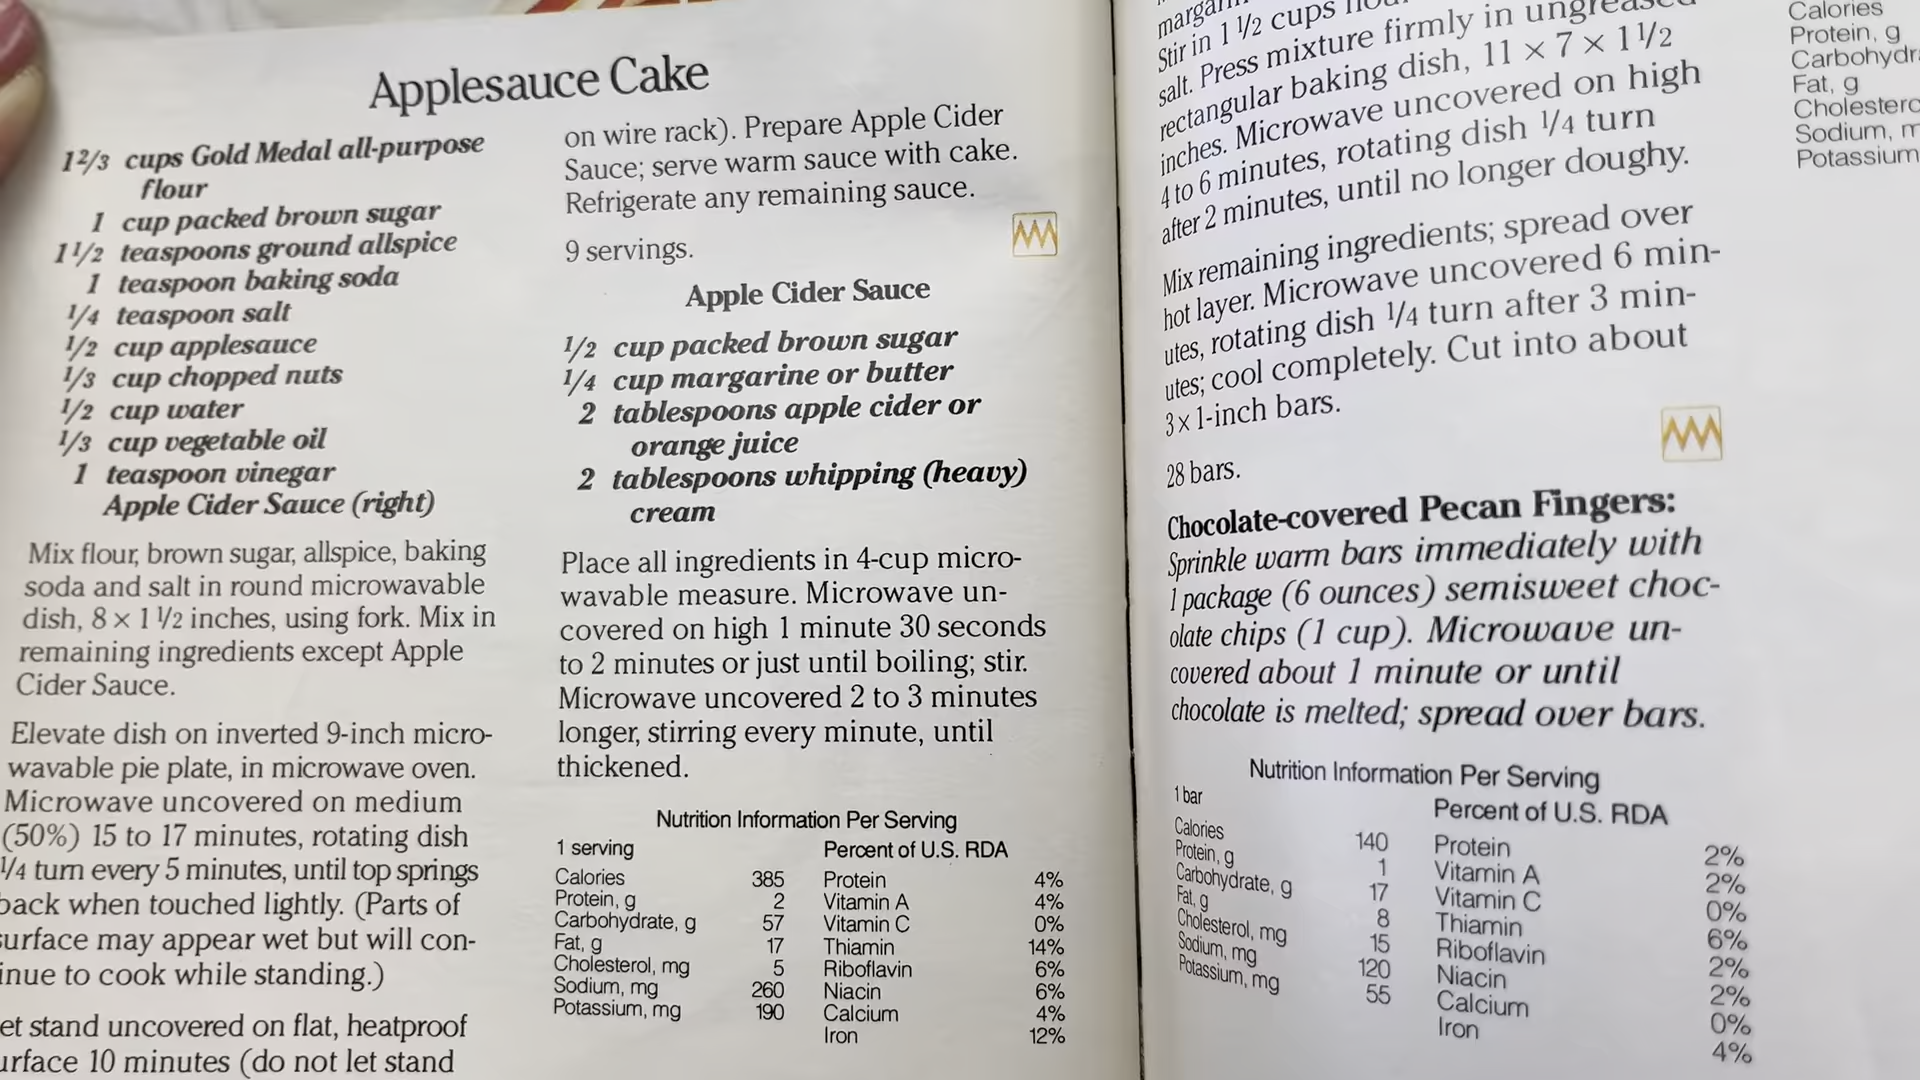 Applesauce Cake
1 2/3 cups Gold Medal all-purpose
flour
1 cup packed brown sugar
1 1/2 teaspoons ground allspice
1 teaspoon baking soda
1/4 teaspoon salt
1/2 cup applesauce
1/3 cup chopped nuts
1/2 cup water
1/3 cup vegetable oil
1 teaspoon vinegar
Apple Cider Sauce (right)
Mix flour, brown sugar, allspice, baking
soda and salt in round microwavable
dish, 8 × 1 1/2 inches, using fork. Mix in
remaining ingredients except Apple
Cider Sauce.
Elevate dish on inverted 9-inch micro-
wavable pie plate, in microwave oven.
Microwave uncovered on medium
(50%) 15 to 17 minutes, rotating dish
1/4 turn every 5 minutes, until top springs
back when touched lightly. (Parts of
surface may appear wet but will con-
tinue to cook while standing.)
Let stand uncovered on flat, heatproof
surface 10 minutes (do not let stand
on wire rack). Prepare Apple Cider
Sauce; serve warm sauce with cake.
Refrigerate any remaining sauce.
9 servings.
Apple Cider Sauce
1/2 cup packed brown sugar
1/4 cup margarine or butter
2 tablespoons apple cider or
orange juice
2 tablespoons whipping (heavy)
cream
Place all ingredients in 4-cup micro-
wavable measure. Microwave un-
covered on high 1 minute 30 seconds
to 2 minutes or just until boiling; stir.
Microwave uncovered 2 to 3 minutes
longer, stirring every minute, until
thickened.
Nutrition Information Per Serving
1 serving Percent of U.S. RDA
Calories 385 Protein 4%
Protein, g 2 Vitamin A 4%
Carbohydrate, g 57 Vitamin C 0%
Fat, g 17 Thiamin 14%
Cholesterol, mg 5 Riboflavin 6%
Sodium, mg 260 Niacin 6%
Potassium, mg 190 Calcium 4%
Iron 12%
Stir in 1 1/2 cups
salt. Press mixture firmly in ungreased
rectangular baking dish, 11 × 7 × 1 1/2
inches. Microwave uncovered on high
4 to 6 minutes, rotating dish 1/4 turn
after 2 minutes, until no longer doughy.
Mix remaining ingredients; spread over
hot layer. Microwave uncovered 6 min-
utes, rotating dish 1/4 turn after 3 min-
utes; cool completely. Cut into about
3 × 1-inch bars.
28 bars.
Chocolate-covered Pecan Fingers:
Sprinkle warm bars immediately with
1 package (6 ounces) semisweet choc-
olate chips (1 cup). Microwave un-
covered about 1 minute or until
chocolate is melted; spread over bars.
Nutrition Information Per Serving
1 bar Percent of U.S. RDA
Calories 140 Protein 2%
Protein, g 1 Vitamin A 2%
Carbohydrate, g 17 Vitamin C 0%
Fat, g 8 Thiamin 6%
Cholesterol, mg 15 Riboflavin 2%
Sodium, mg 120 Niacin 2%
Potassium, mg 55 Calcium 0%
Iron 4%
Calories
Protein, g
Carbohydr
Fat, g
Cholestero
Sodium, m
Potassium